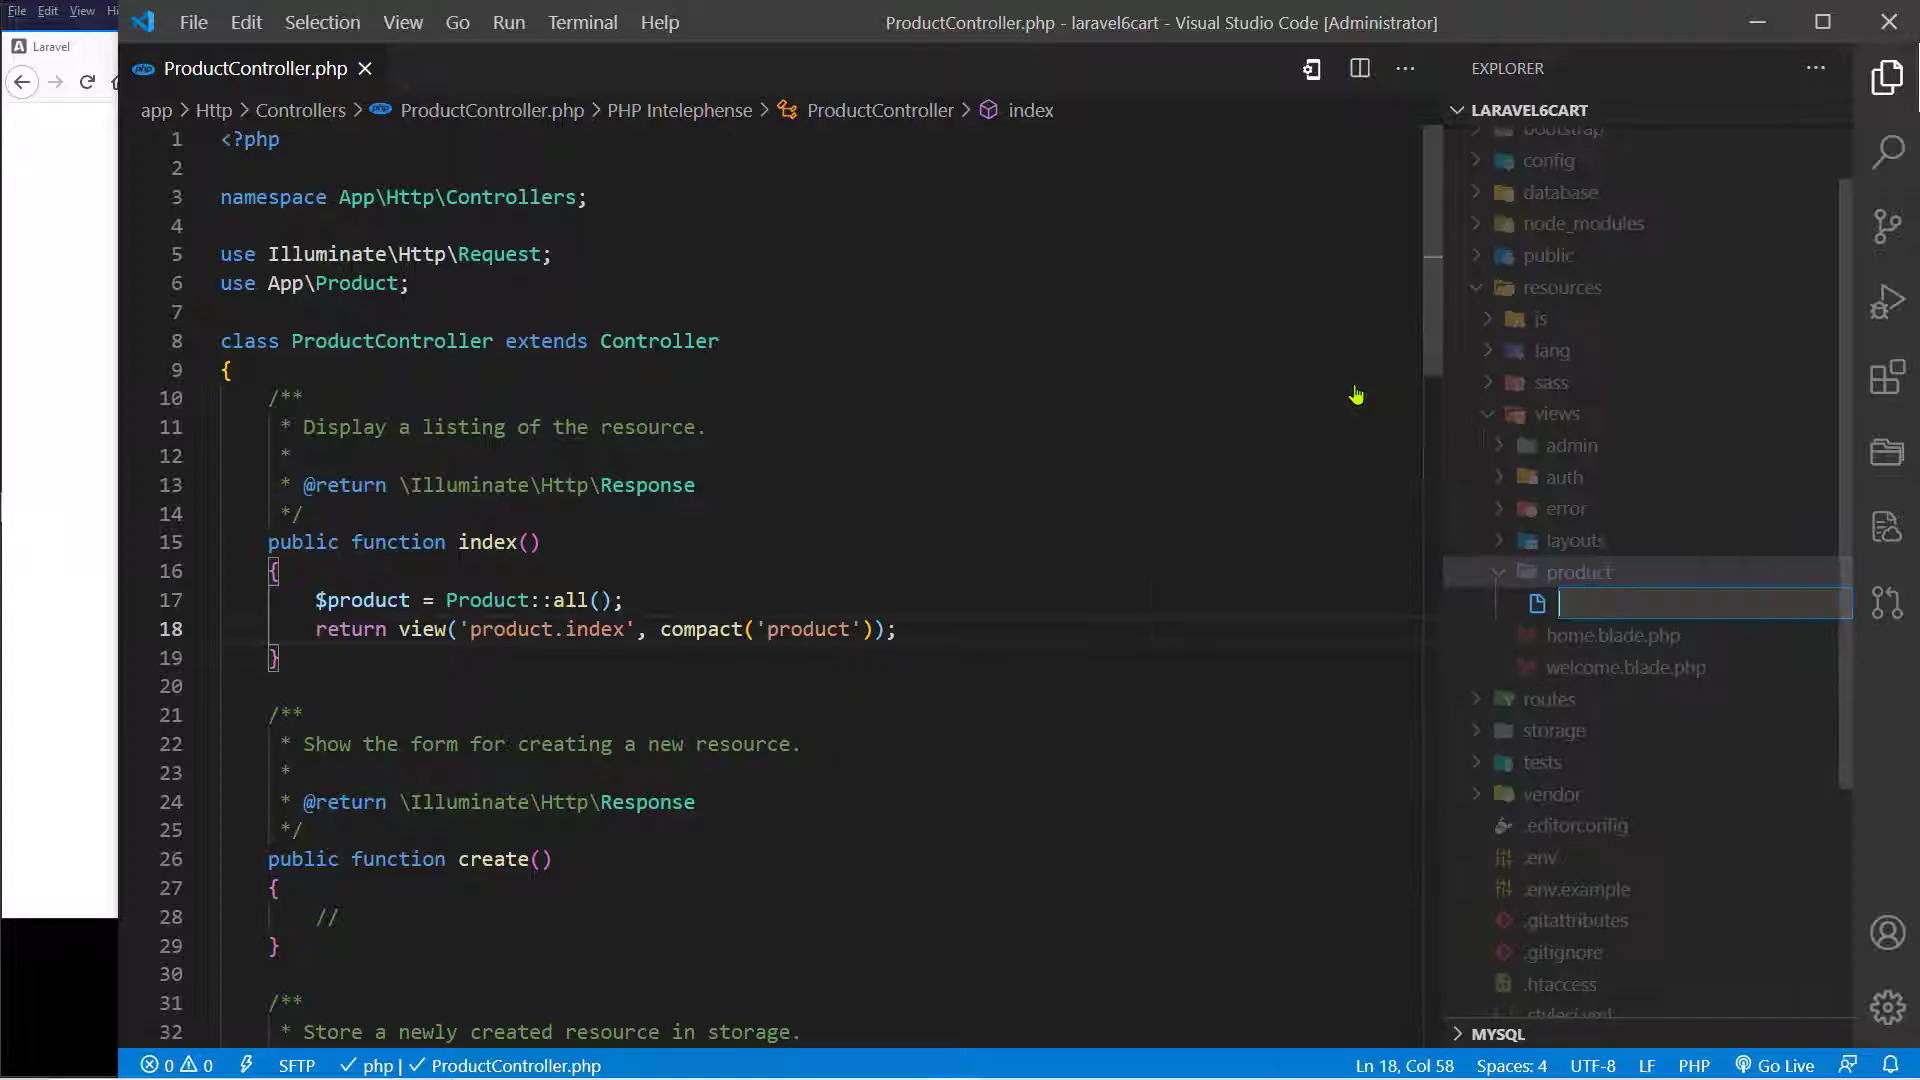 File Edit View Hi
Laravel
File Edit Selection View Go Run Terminal Help
ProductController.php - laravel6cart - Visual Studio Code [Administrator]
ProductController.php
app > Http > Controllers > ProductController.php > PHP Intelephense > ProductController > index
1 <?php
2
3 namespace App\Http\Controllers;
4
5 use Illuminate\Http\Request;
6 use App\Product;
7
8 class ProductController extends Controller
9 {
10 /**
11 * Display a listing of the resource.
12 *
13 * @return \Illuminate\Http\Response
14 */
15 public function index()
16 {
17 $product = Product::all();
18 return view('product.index', compact('product'));
19 }
20
21 /**
22 * Show the form for creating a new resource.
23 *
24 * @return \Illuminate\Http\Response
25 */
26 public function create()
27 {
28 //
29 }
30
31 /**
32 * Store a newly created resource in storage.
EXPLORER
LARAVEL6CART
bootstrap
config
database
node_modules
public
resources
js
lang
sass
views
admin
auth
error
layouts
product
home.blade.php
welcome.blade.php
routes
storage
tests
vendor
.editorconfig
.env
.env.example
.gitattributes
.gitignore
.htaccess
.styleci.yml
MYSQL
0 0 SFTP php | ProductController.php
Ln 18, Col 58 Spaces: 4 UTF-8 LF PHP Go Live